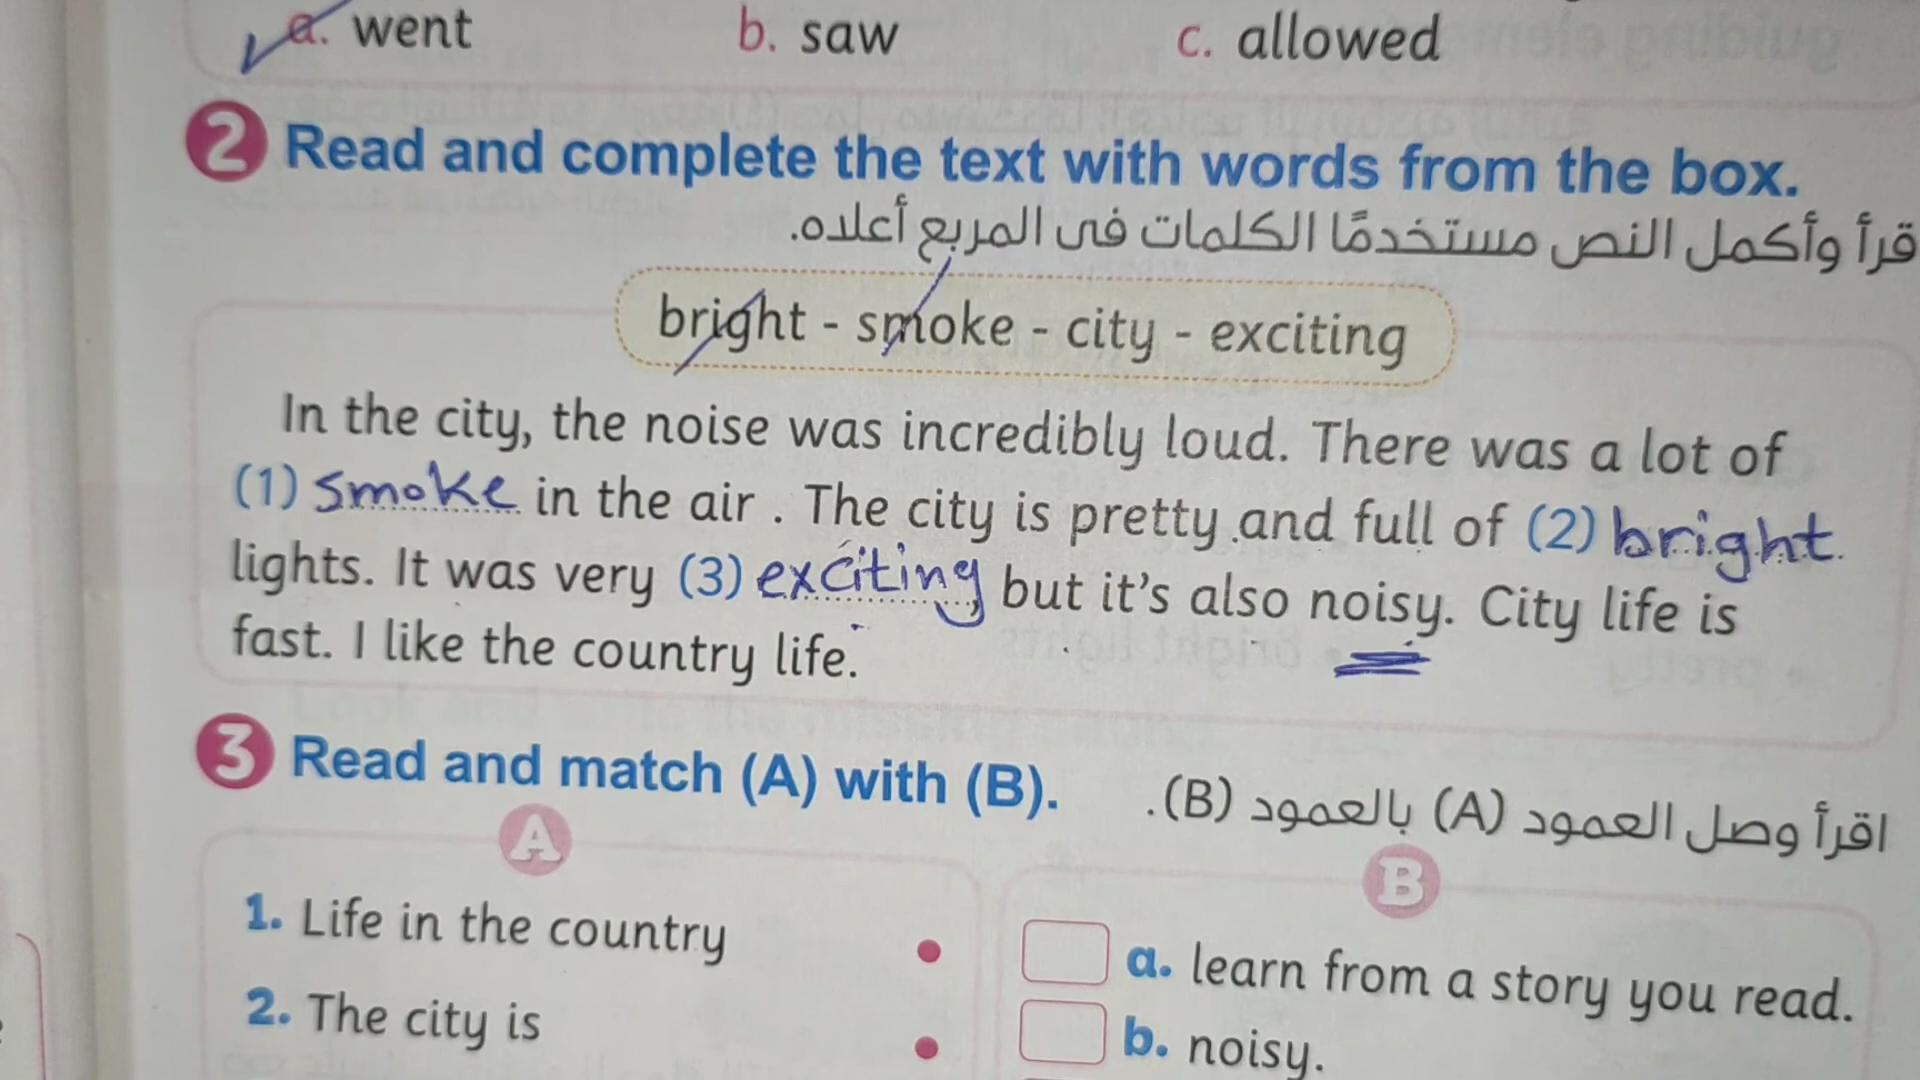 a. went b. saw c. allowed
2 Read and complete the text with words from the box.
قرأ وأكمل النص مستخدمًا الكلمات فى المربع أعلاه.
bright - smoke - city - exciting
In the city, the noise was incredibly loud. There was a lot of
(1) smoke in the air . The city is pretty and full of (2) bright
lights. It was very (3) exciting but it's also noisy. City life is
fast. I like the country life.
3 Read and match (A) with (B). اقرأ وصل العمود (A) بالعمود (B).
A
B
1. Life in the country
a. learn from a story you read.
2. The city is
b. noisy.